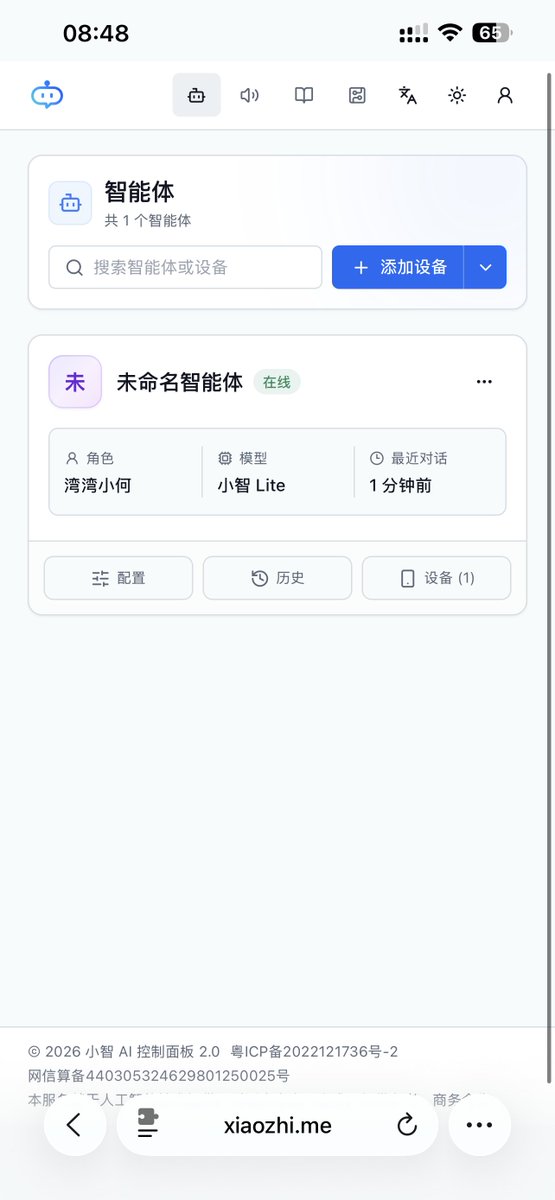 08:48
65
智能体
共 1 个智能体
搜索智能体或设备
添加设备
未
未命名智能体
在线
角色
模型
最近对话
湾湾小何
小智 Lite
1 分钟前
配置
历史
设备 (1)
© 2026 小智 AI 控制面板 2.0 粤ICP备2022121736号-2
网信算备440305324629801250025号
本服
商务
xiaozhi.me